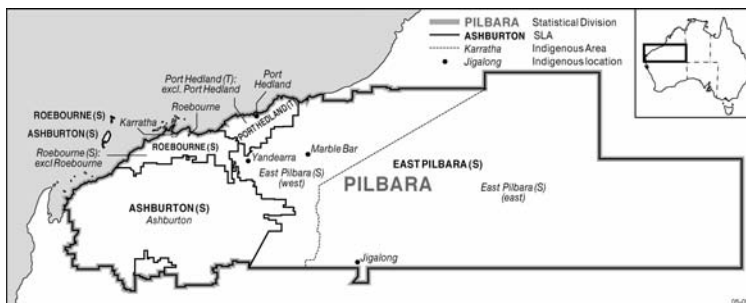 PILBARA Statistical Division
ASHBURTON SLA
Karratha Indigenous Area
Jigalong Indigenous location
Port Hedland (T):
excl. Port Hedland
Port
Hedland
Roebourne
ROEBOURNE (S)
Karratha
ASHBURTON (S)
PORT HEDLAND (T)
Roebourne (S):
excl Roebourne
ROEBOURNE (S)
Yandearra
Marble Bar
EAST PILBARA (S)
East Pilbara (S)
(west)
PILBARA
East Pilbara (S)
(east)
ASHBURTON (S)
Ashburton
Jigalong